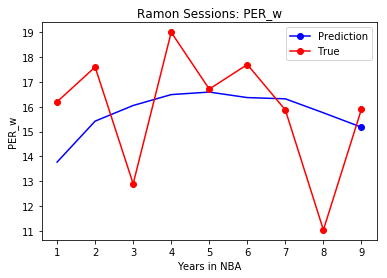 Ramon Sessions: PER_w
Prediction
True
19
18
17
16
15
14
13
12
11
PER_w
1 2 3 4 5 6 7 8 9
Years in NBA